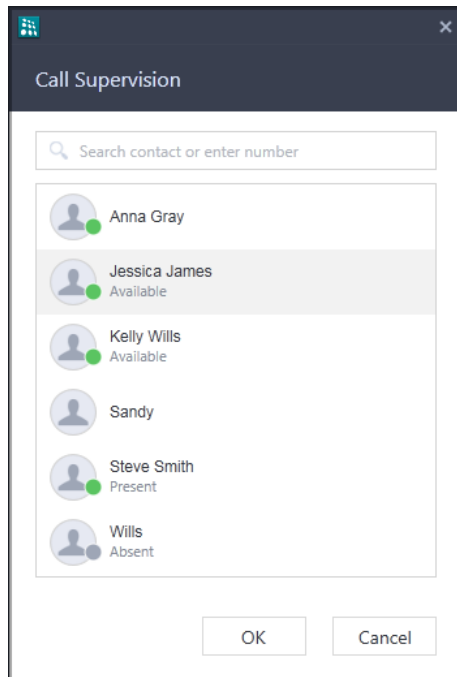 Call Supervision
Search contact or enter number
Anna Gray
Jessica James
Available
Kelly Wills
Available
Sandy
Steve Smith
Present
Wills
Absent
OK
Cancel